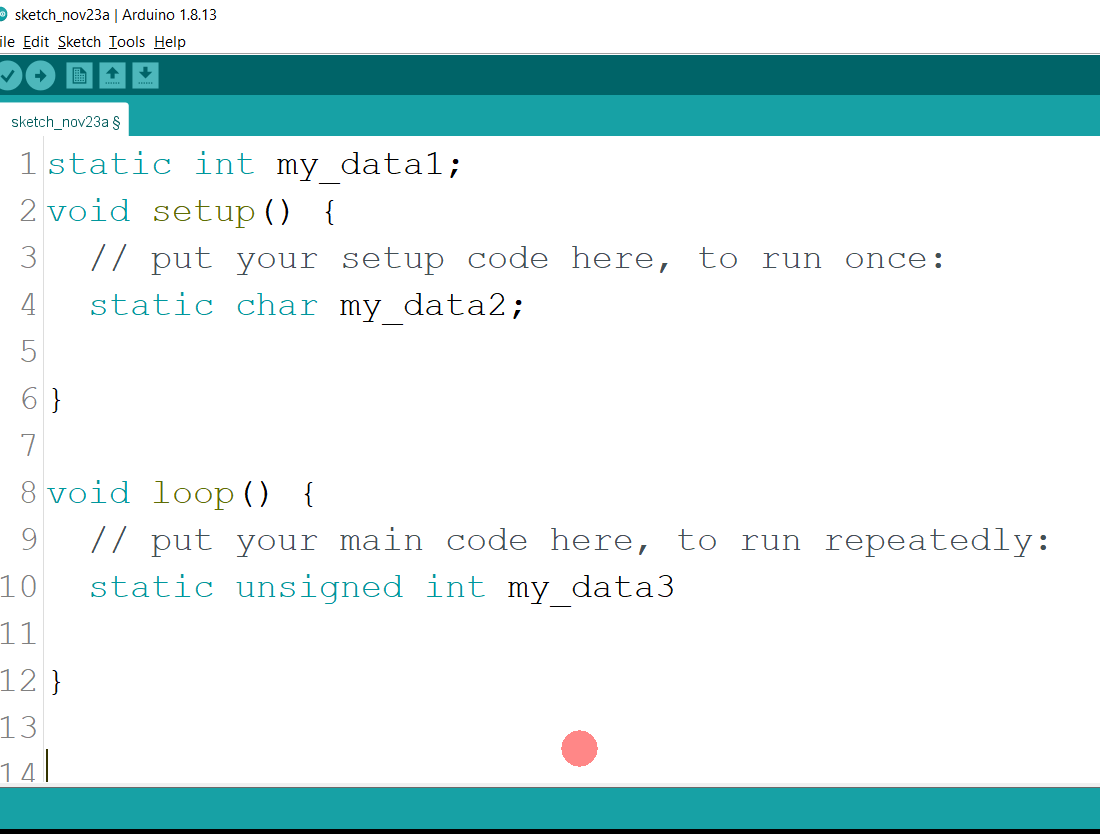 sketch_nov23a | Arduino 1.8.13
ile Edit Sketch Tools Help
sketch_nov23a §
1 static int my_data1;
2 void setup() {
3   // put your setup code here, to run once:
4   static char my_data2;
5
6 }
7
8 void loop() {
9   // put your main code here, to run repeatedly:
10   static unsigned int my_data3
11
12 }
13
14